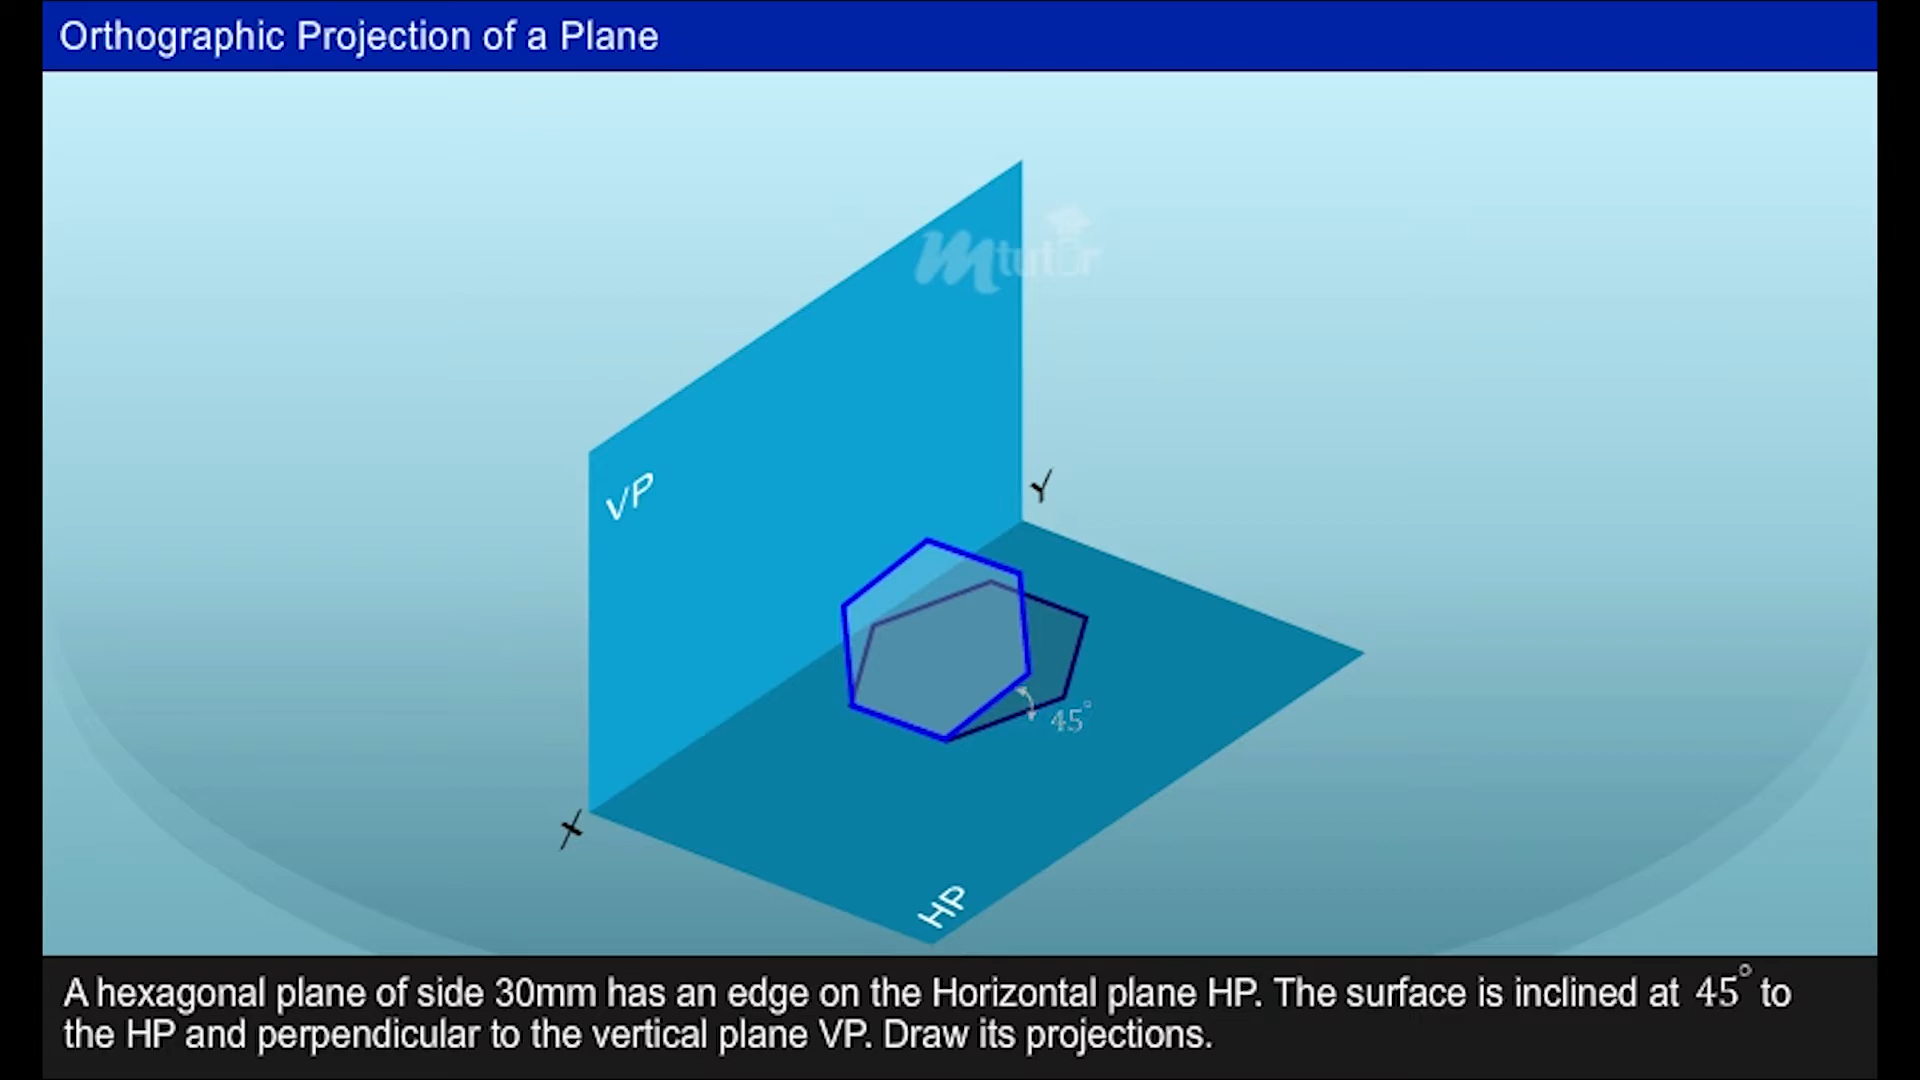 Orthographic Projection of a Plane
mtutor
VP
Y
45°
X
HP
A hexagonal plane of side 30mm has an edge on the Horizontal plane HP. The surface is inclined at 45° to
the HP and perpendicular to the vertical plane VP. Draw its projections.